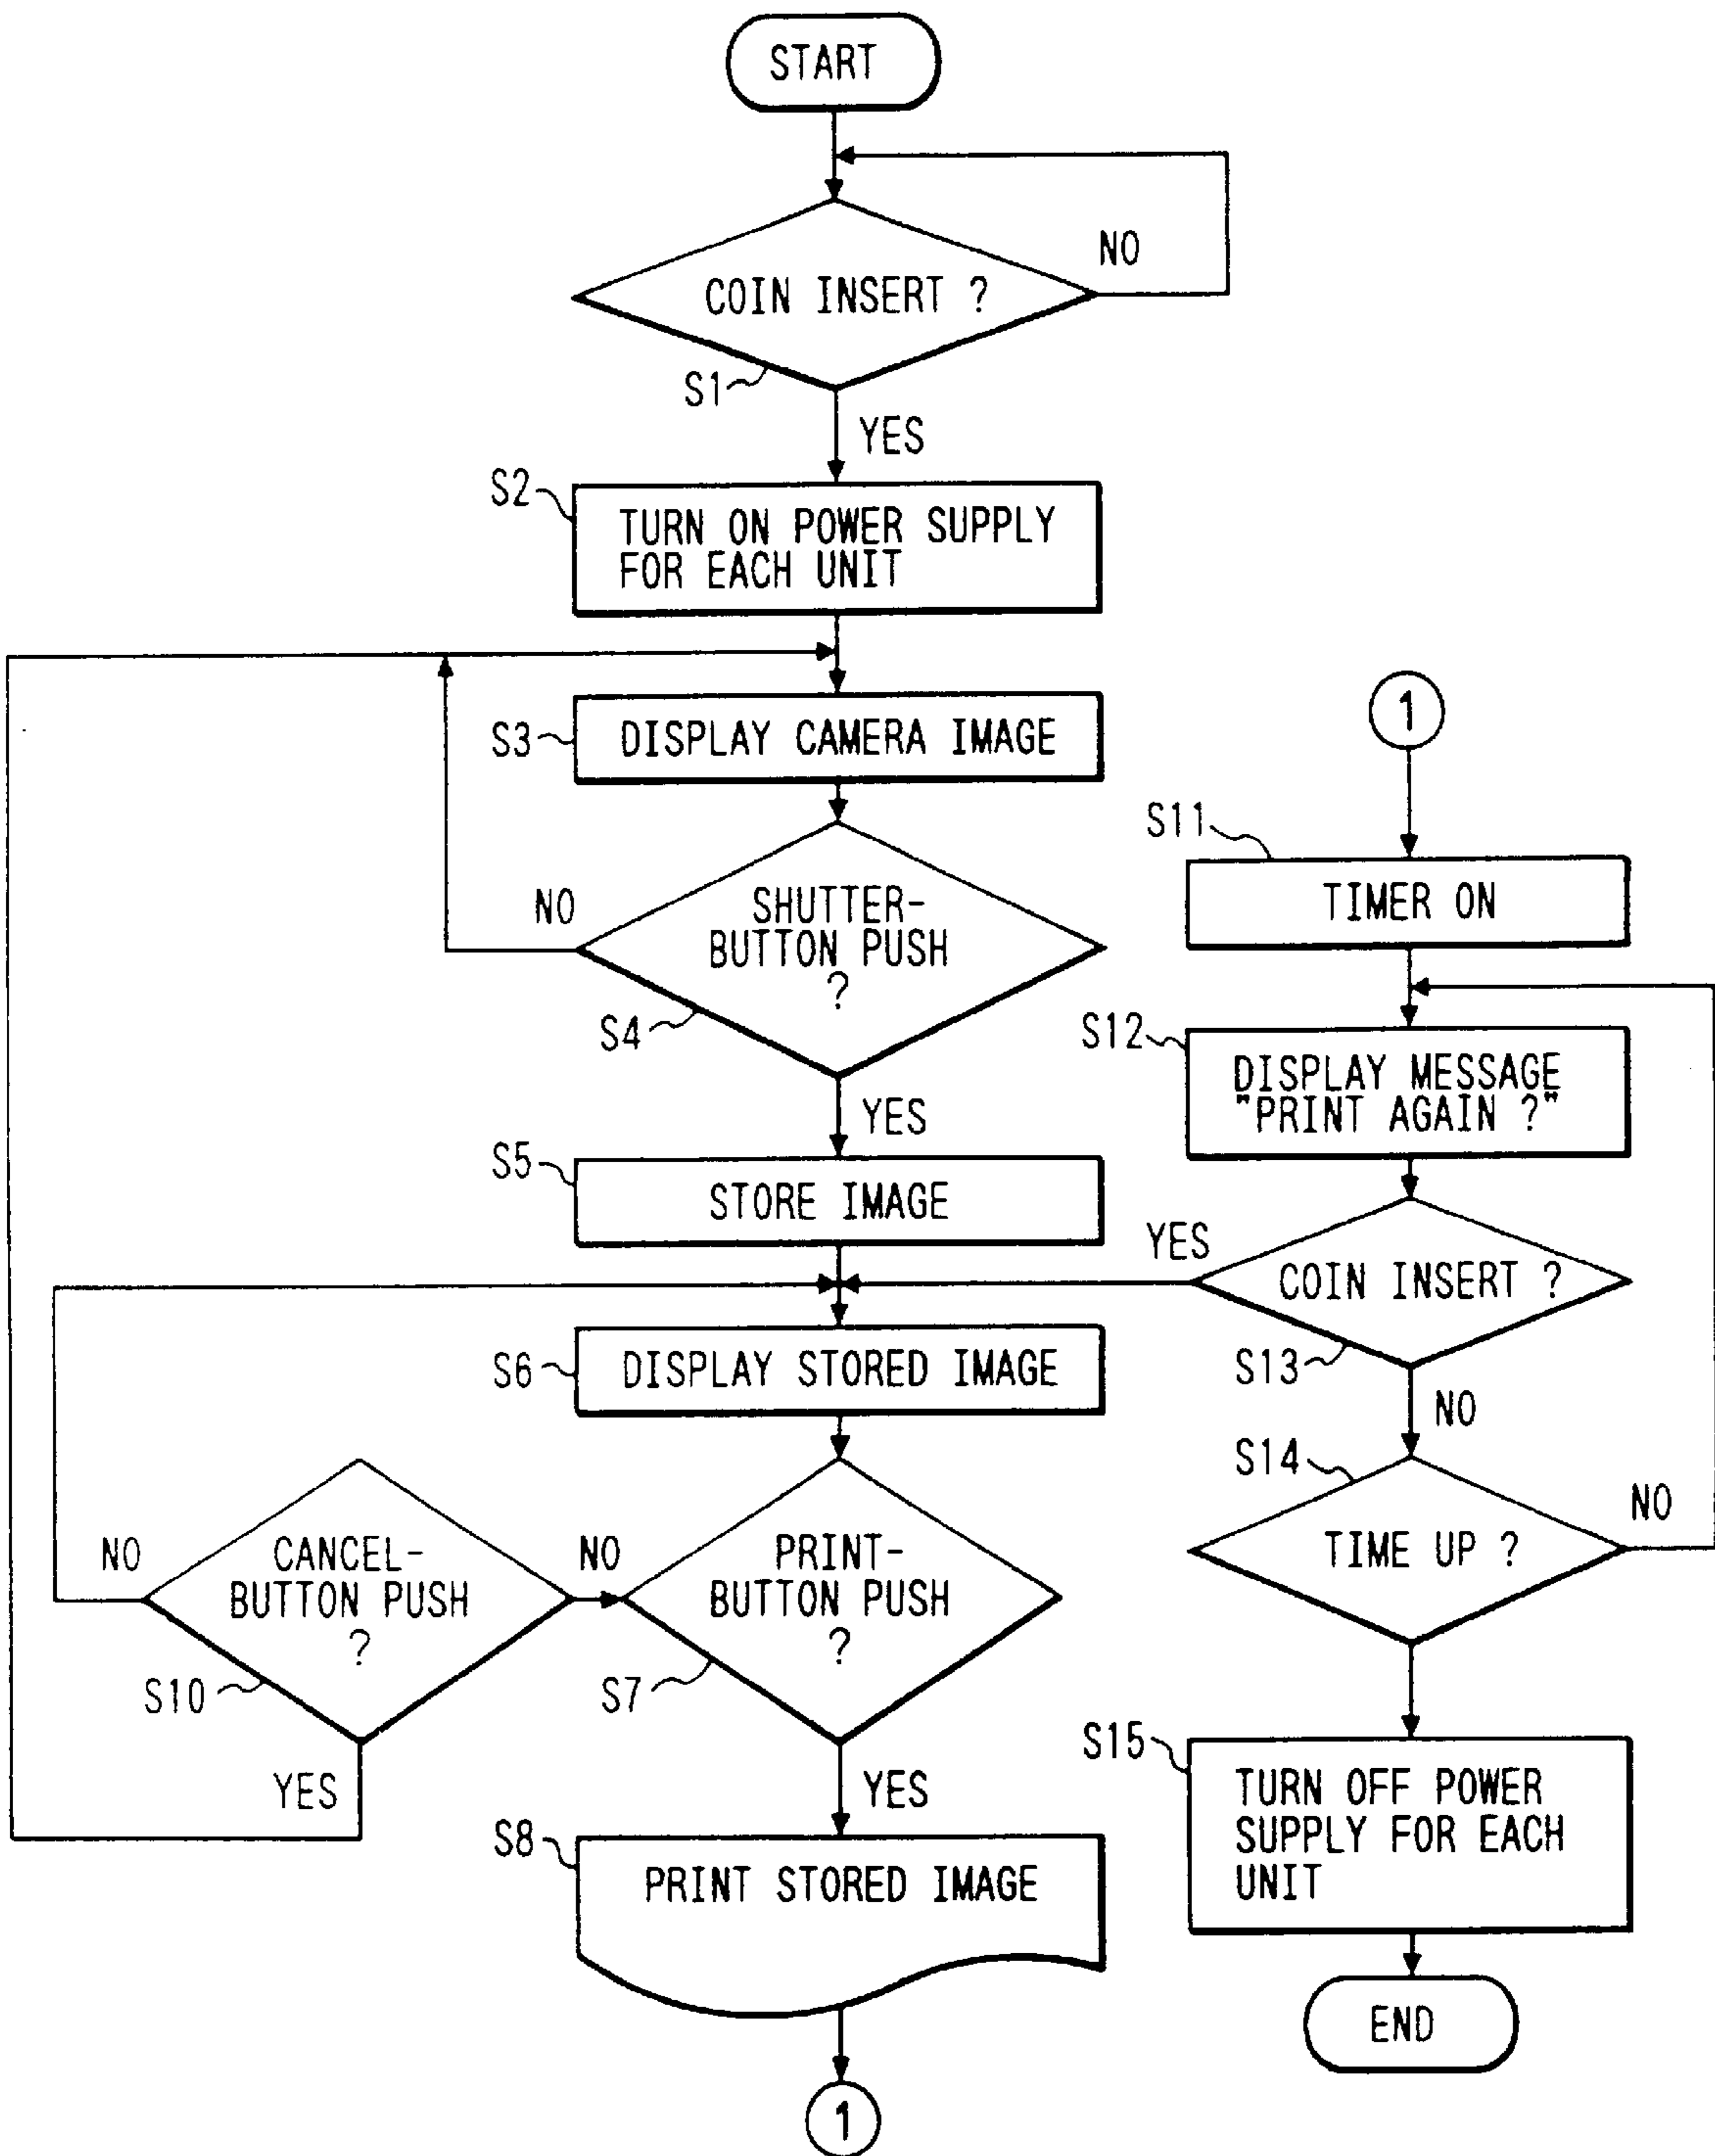 START
COIN INSERT ?
NO
S1
YES
S2
TURN ON POWER SUPPLY
FOR EACH UNIT
S3
DISPLAY CAMERA IMAGE
NO
SHUTTER-
BUTTON PUSH
?
S4
YES
S5
STORE IMAGE
S6
DISPLAY STORED IMAGE
NO
CANCEL-
BUTTON PUSH
?
S10
YES
NO
PRINT-
BUTTON PUSH
?
S7
YES
S8
PRINT STORED IMAGE
1
1
S11
TIMER ON
S12
DISPLAY MESSAGE
"PRINT AGAIN ?"
YES
COIN INSERT ?
S13
NO
S14
TIME UP ?
NO
S15
TURN OFF POWER
SUPPLY FOR EACH
UNIT
END